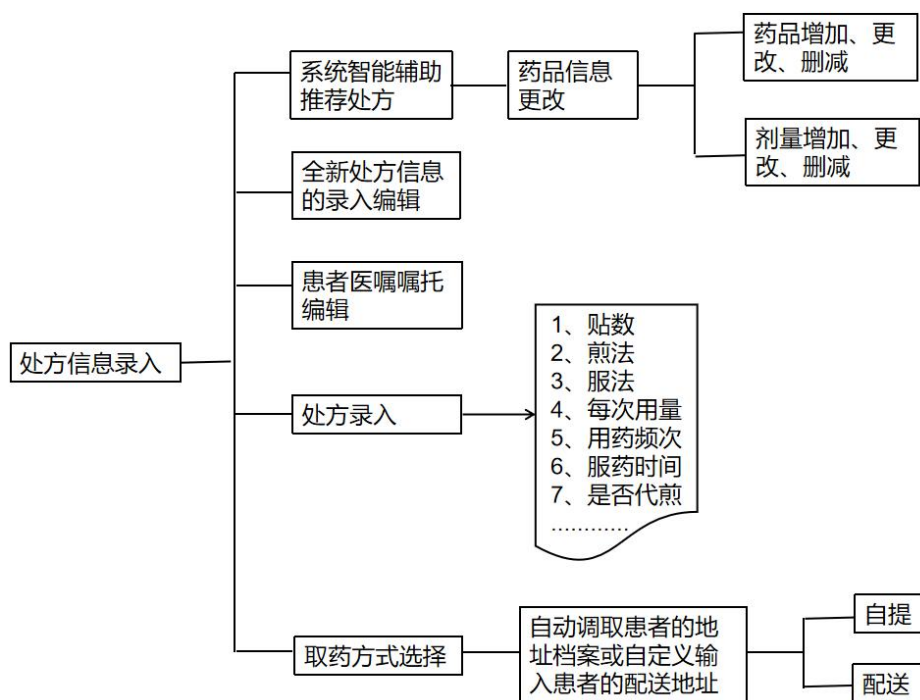 系统智能辅助
推荐处方
药品信息
更改
药品增加、更
改、删减
剂量增加、更
改、删减
全新处方信息
的录入编辑
患者医嘱嘱托
编辑
处方信息录入
处方录入
1、贴数
2、煎法
3、服法
4、每次用量
5、用药频次
6、服药时间
7、是否代煎
…………
取药方式选择
自动调取患者的地
址档案或自定义输
入患者的配送地址
自提
配送